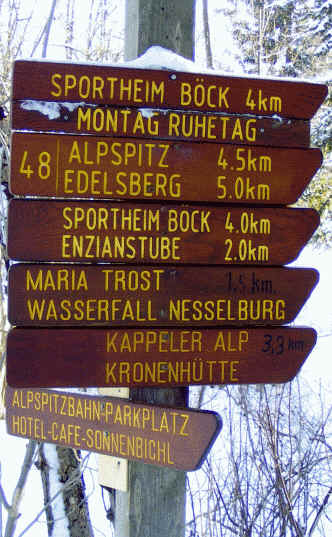 SPORTHEIM BÖCK 4km
MONTAG RUHETAG
48 ALPSPITZ 4.5km
EDELSBERG 5.0km
SPORTHEIM BÖCK 4.0km
ENZIANSTUBE 2.0km
MARIA TROST 1,5 km
WASSERFALL NESSELBURG
KAPPELER ALP 3,3 km
KRONENHÜTTE
ALPSPITZBAHN-PARKPLATZ
HOTEL-CAFE-SONNENBICHL